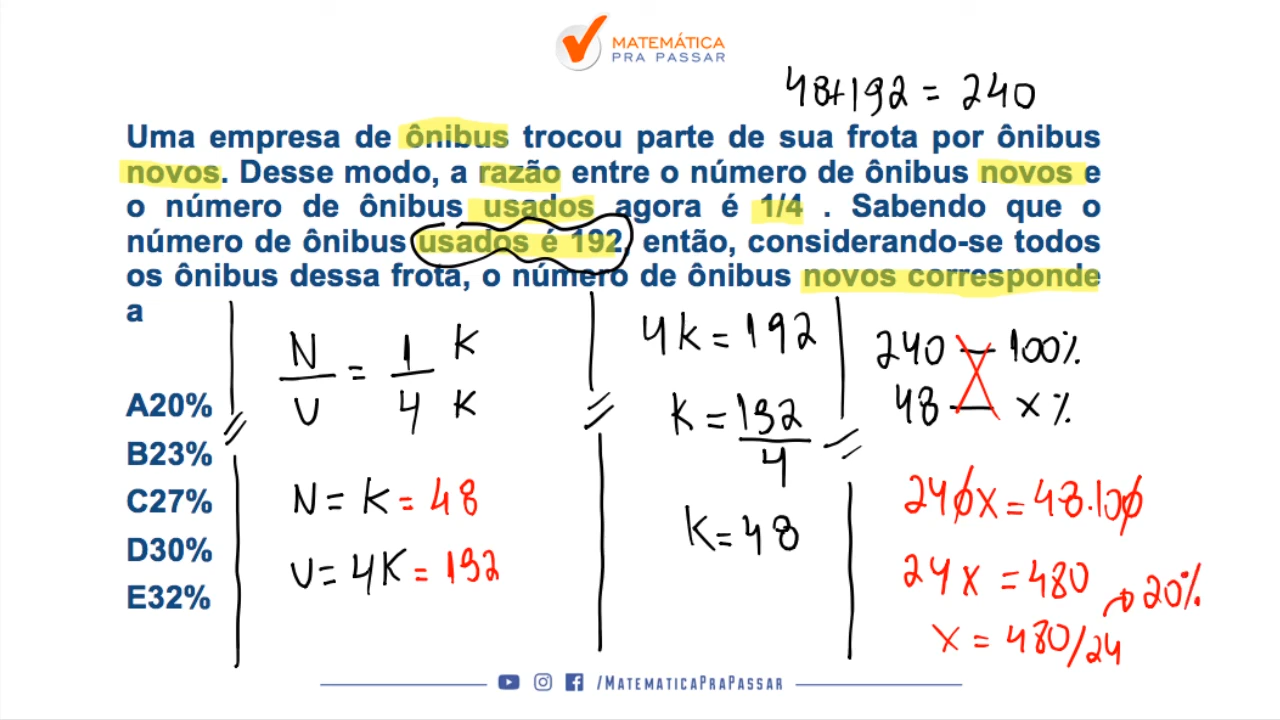 MATEMÁTICA
PRA PASSAR
48+192 = 240
Uma empresa de ônibus trocou parte de sua frota por ônibus
novos. Desse modo, a razão entre o número de ônibus novos e
o número de ônibus usados agora é 1/4 . Sabendo que o
número de ônibus usados é 192, então, considerando-se todos
os ônibus dessa frota, o número de ônibus novos corresponde
a
A20%
B23%
C27%
D30%
E32%
N/U = 1/4 K K
N = K = 48
U = 4K = 192
4K = 192
K = 192/4
K = 48
240 — 100%
48 — x%
240x = 48.100
24x = 480
x = 480/24 → 20%
/MatematicaPraPassar